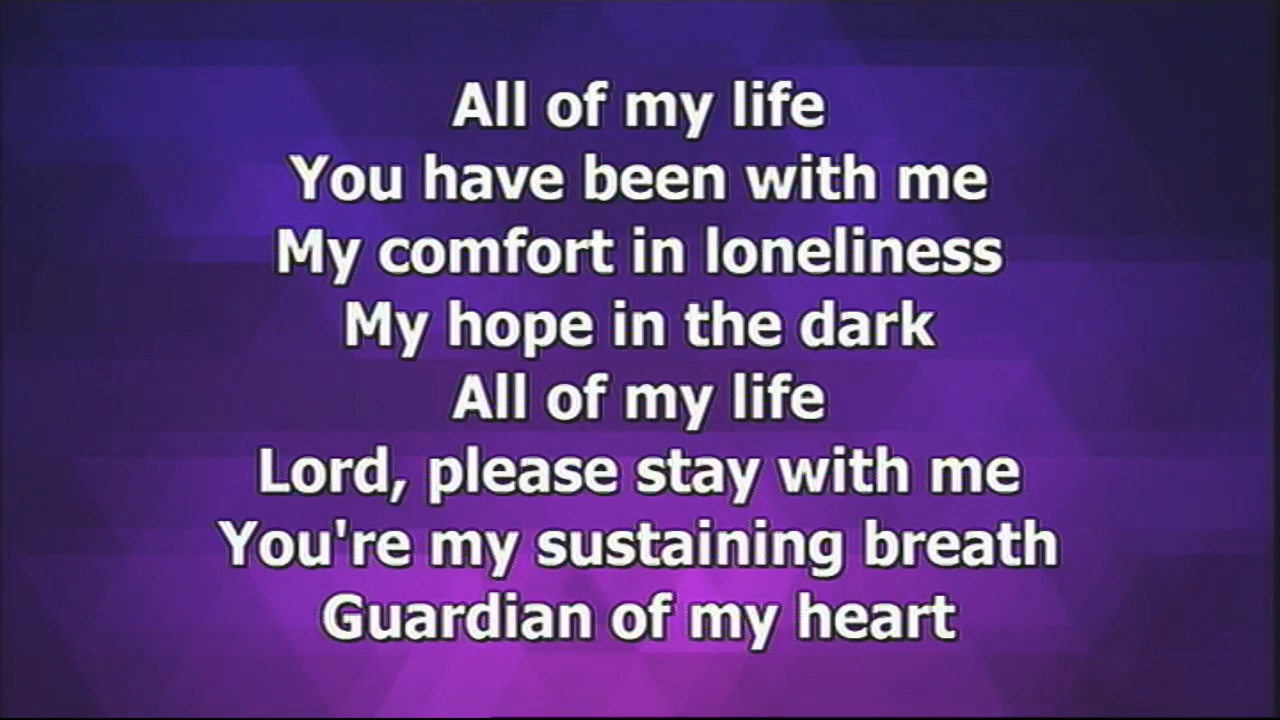 All of my life
You have been with me
My comfort in loneliness
My hope in the dark
All of my life
Lord, please stay with me
You're my sustaining breath
Guardian of my heart